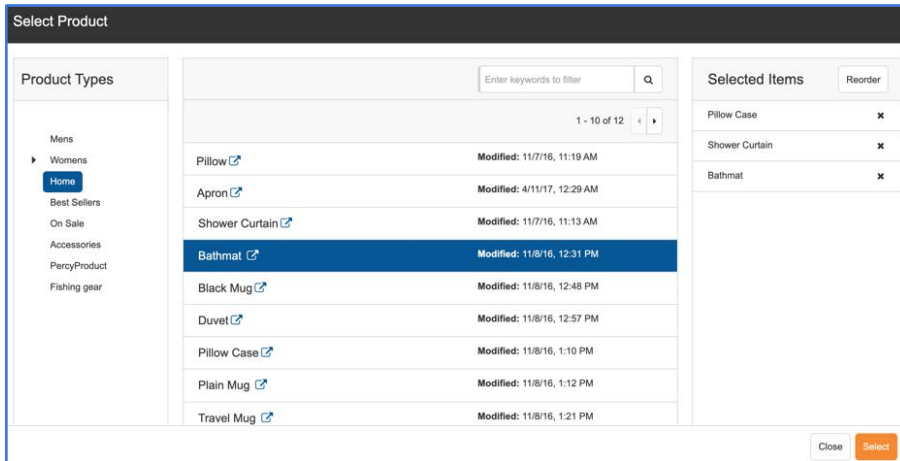 Select Product
Product Types
Mens
Womens
Home
Best Sellers
On Sale
Accessories
PercyProduct
Fishing gear
Enter keywords to filter
1 - 10 of 12
Pillow Modified: 11/7/16, 11:19 AM
Apron Modified: 4/11/17, 12:29 AM
Shower Curtain Modified: 11/7/16, 11:13 AM
Bathmat Modified: 11/8/16, 12:31 PM
Black Mug Modified: 11/8/16, 12:48 PM
Duvet Modified: 11/8/16, 12:57 PM
Pillow Case Modified: 11/8/16, 1:10 PM
Plain Mug Modified: 11/8/16, 1:12 PM
Travel Mug Modified: 11/8/16, 1:21 PM
Selected Items Reorder
Pillow Case
Shower Curtain
Bathmat
Close Select